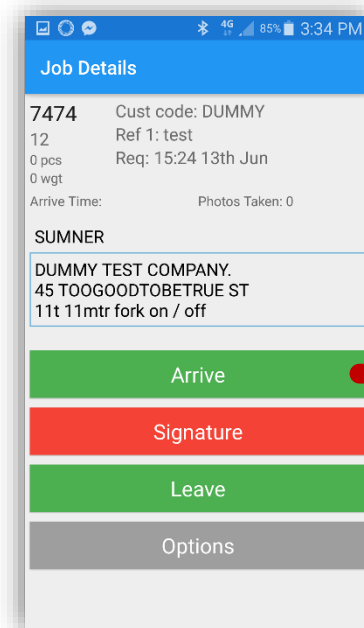 4G 85% 3:34 PM
Job Details
7474 Cust code: DUMMY
12 Ref 1: test
0 pcs Req: 15:24 13th Jun
0 wgt
Arrive Time: Photos Taken: 0
SUMNER
DUMMY TEST COMPANY.
45 TOOGOODTOBETRUE ST
11t 11mtr fork on / off
Arrive
Signature
Leave
Options